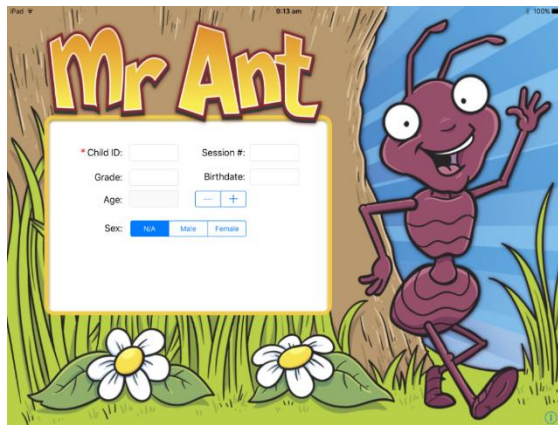 iPad 9:13 am 100%
Mr Ant
* Child ID: Session #:
Grade: Birthdate:
Age: — +
Sex: N/A Male Female